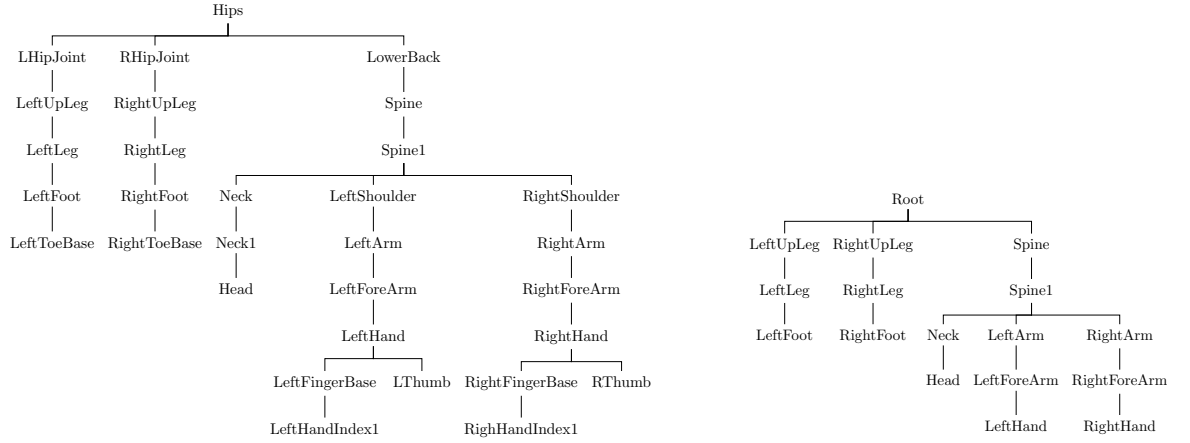 Hips
LHipJoint RHipJoint LowerBack
LeftUpLeg RightUpLeg Spine
LeftLeg RightLeg Spine1
LeftFoot RightFoot Neck LeftShoulder RightShoulder
LeftToeBase RightToeBase Neck1 LeftArm RightArm
Head LeftForeArm RightForeArm
LeftHand RightHand
LeftFingerBase LThumb RightFingerBase RThumb
LeftHandIndex1 RighHandIndex1
Root
LeftUpLeg RightUpLeg Spine
LeftLeg RightLeg Spine1
LeftFoot RightFoot Neck LeftArm RightArm
Head LeftForeArm RightForeArm
LeftHand RightHand